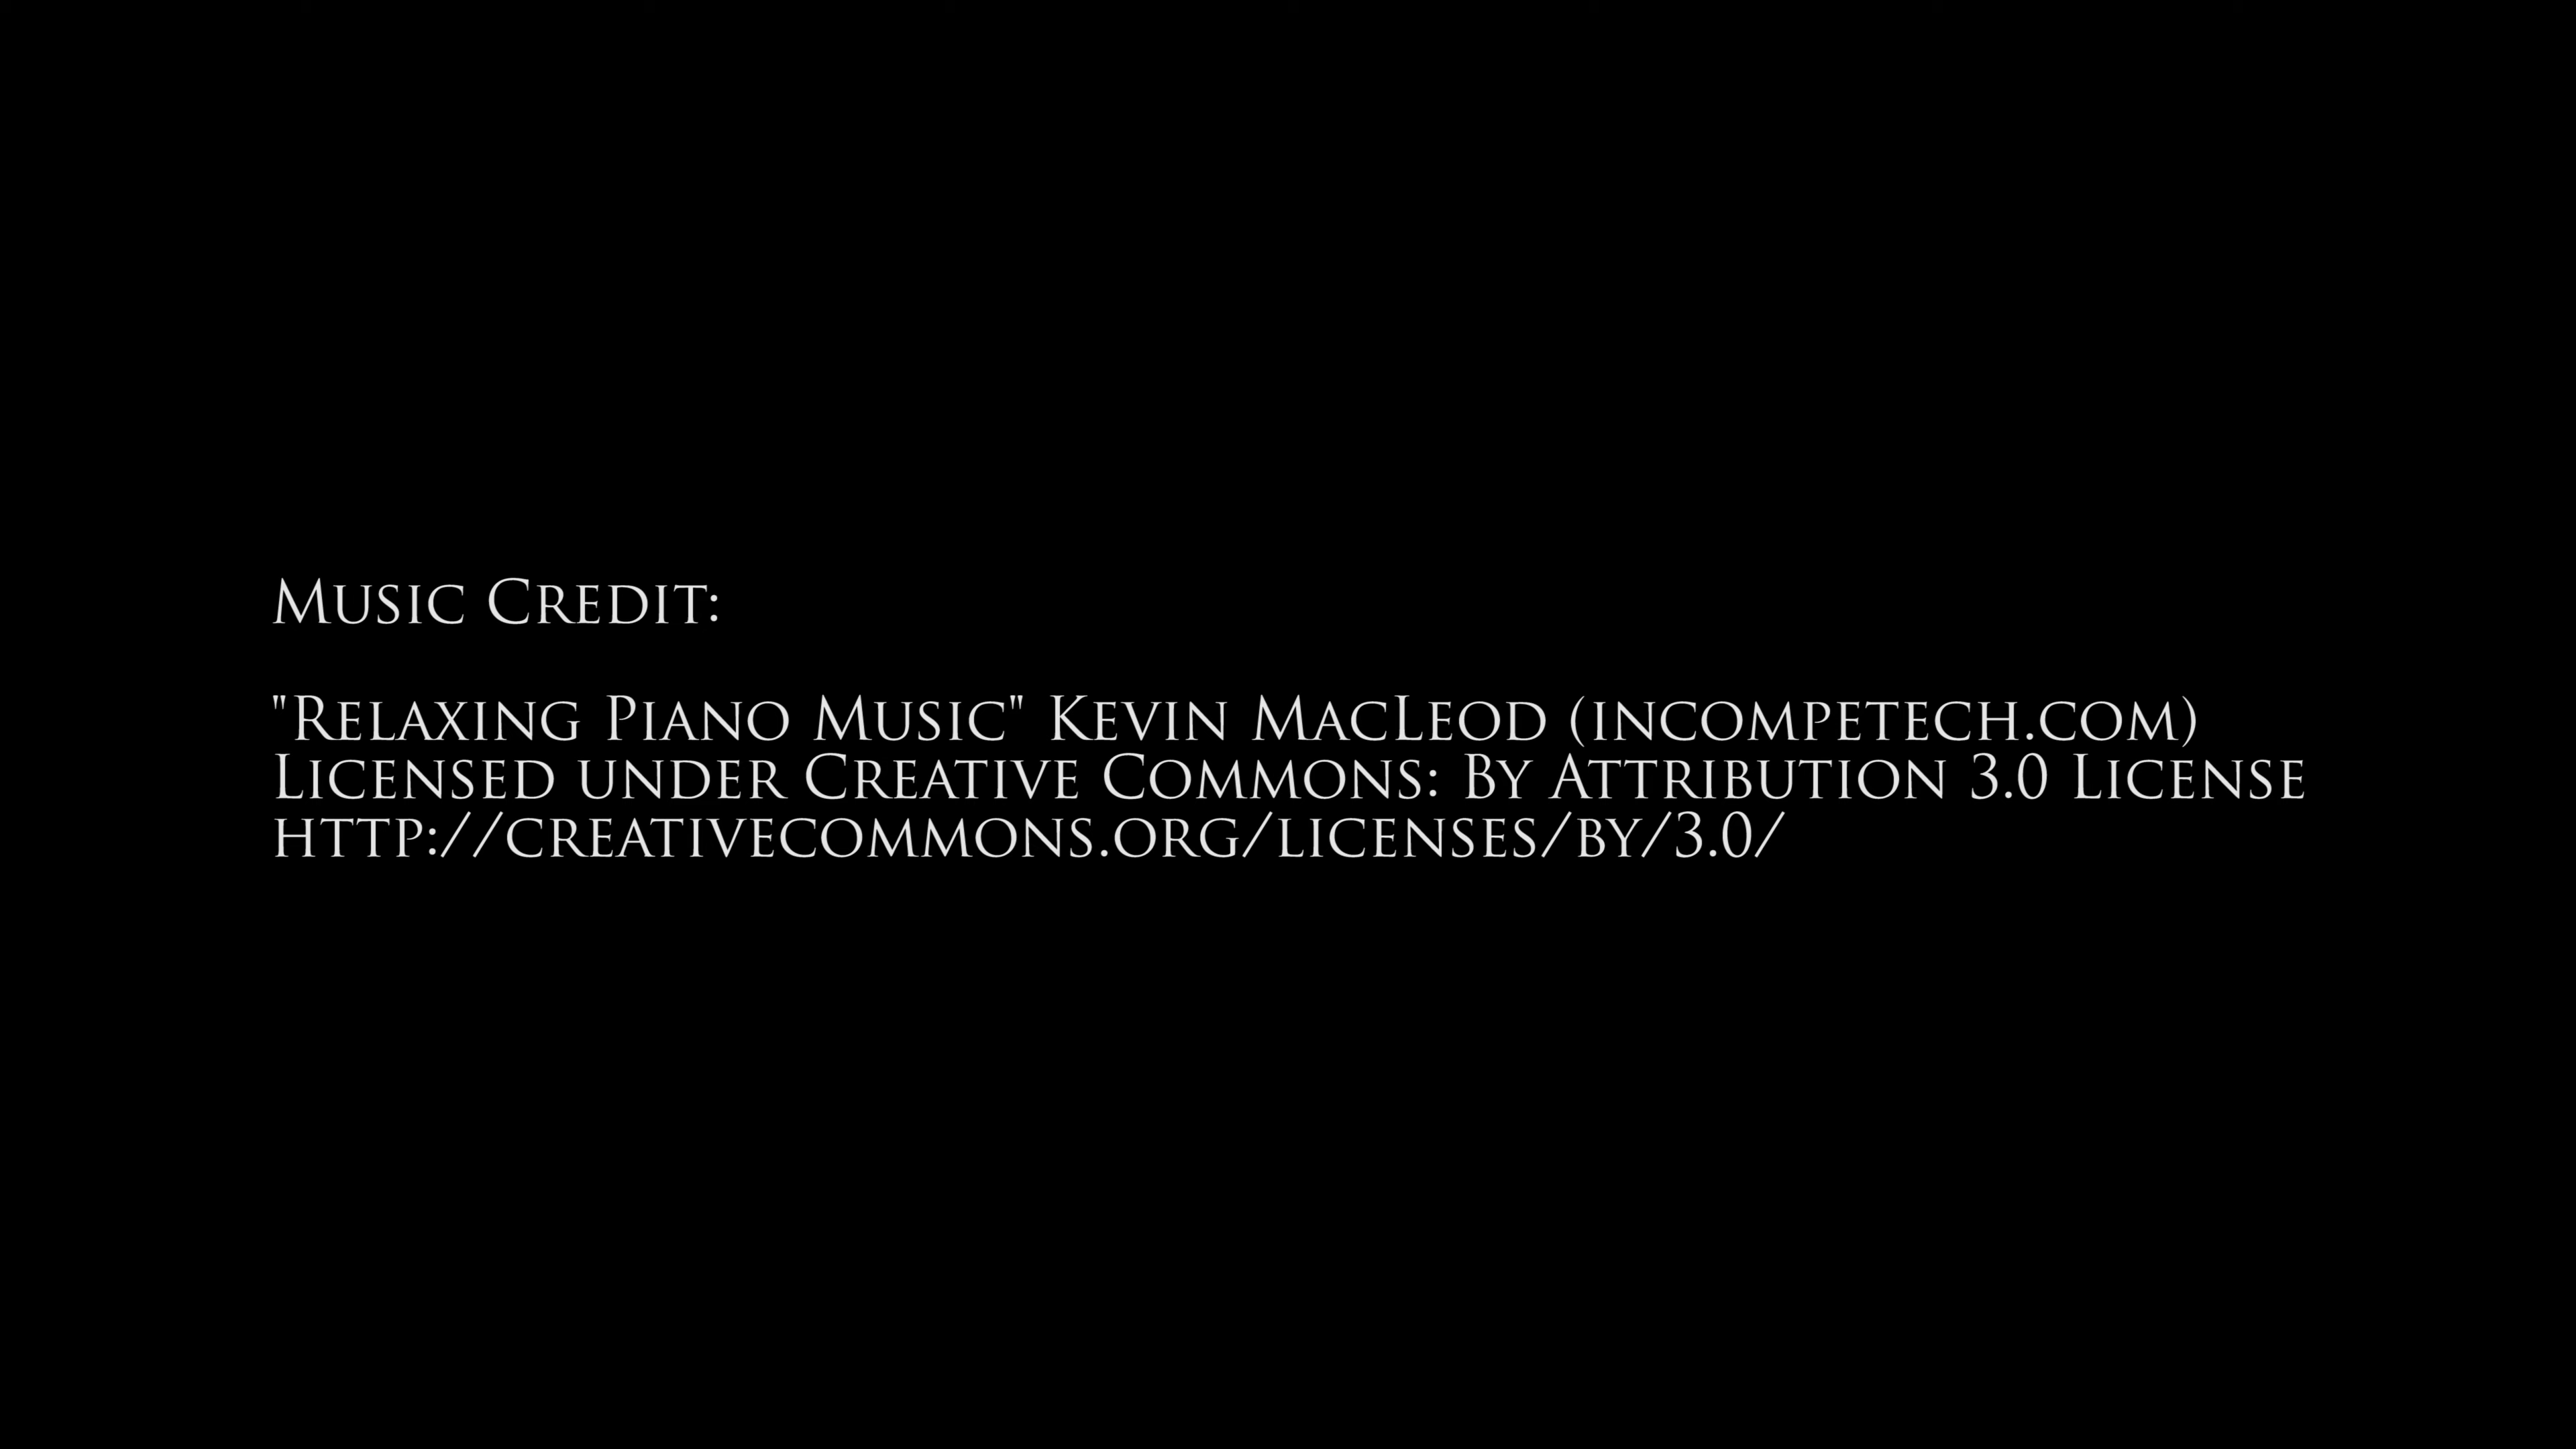 Music Credit:
"Relaxing Piano Music" Kevin MacLeod (incompetech.com)
Licensed under Creative Commons: By Attribution 3.0 License
http://creativecommons.org/licenses/by/3.0/